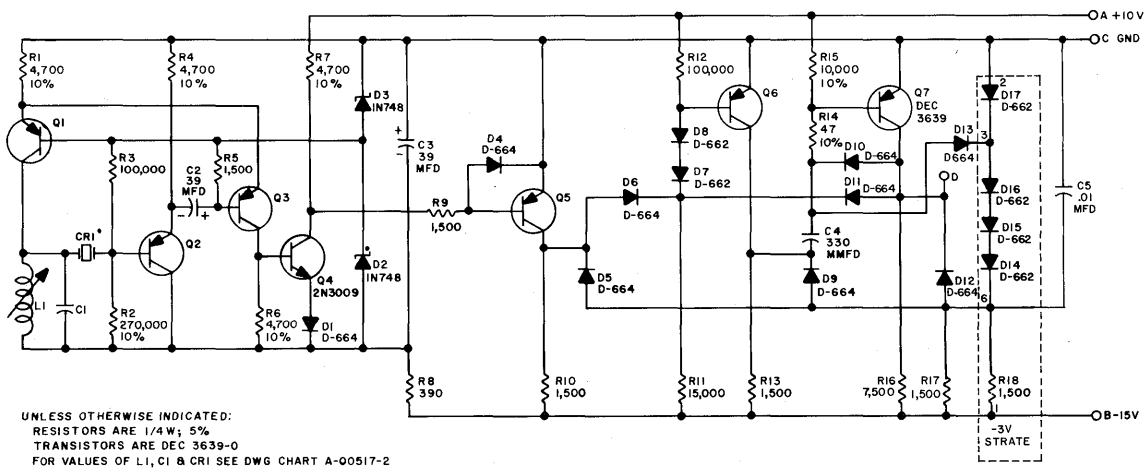 A +10V
C GND
R1
4,700
10%
R4
4,700
10%
R7
4,700
10%
D3
IN748
R12
100,000
R15
10,000
10%
Q6
Q7
DEC
3639
2
D17
D-662
Q1
R3
100,000
C2
39
MFD
- +
R5
1,500
Q3
+
C3
39
MFD
-
D4
D-664
D8
D-662
R14
47
10%
D13
D664
3
D10
D-664
R9
1,500
Q5
D6
D-664
D7
D-662
D11
D-664
D
D16
D-662
C5
.01
MFD
CR1*
Q2
Q4
2N3009
D2
IN748
C4
330
MMFD
D15
D-662
L1
C1
R2
270,000
10%
R6
4,700
10%
D1
D-664
D5
D-664
D9
D-664
D12
D-664
D14
D-662
6
R8
390
R10
1,500
R11
15,000
R13
1,500
R16
7,500
R17
1,500
R18
1,500
1
B-15V
-3V
STRATE
UNLESS OTHERWISE INDICATED:
RESISTORS ARE 1/4W; 5%
TRANSISTORS ARE DEC 3639-0
FOR VALUES OF L1, C1 & CR1 SEE DWG CHART A-Q0517-2